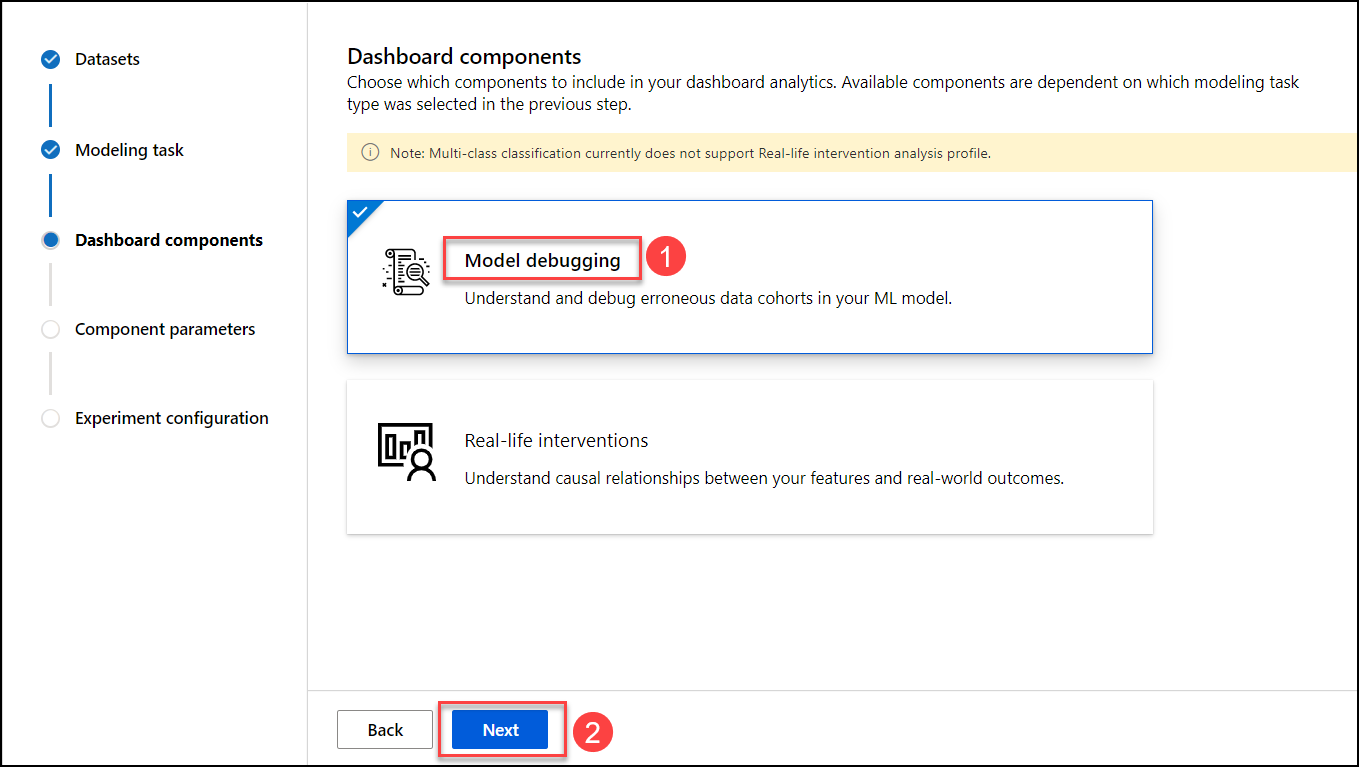 Datasets
Modeling task
Dashboard components
Component parameters
Experiment configuration
Dashboard components
Choose which components to include in your dashboard analytics. Available components are dependent on which modeling task
type was selected in the previous step.
Note: Multi-class classification currently does not support Real-life intervention analysis profile.
Model debugging
1
Understand and debug erroneous data cohorts in your ML model.
Real-life interventions
Understand causal relationships between your features and real-world outcomes.
Back
Next
2